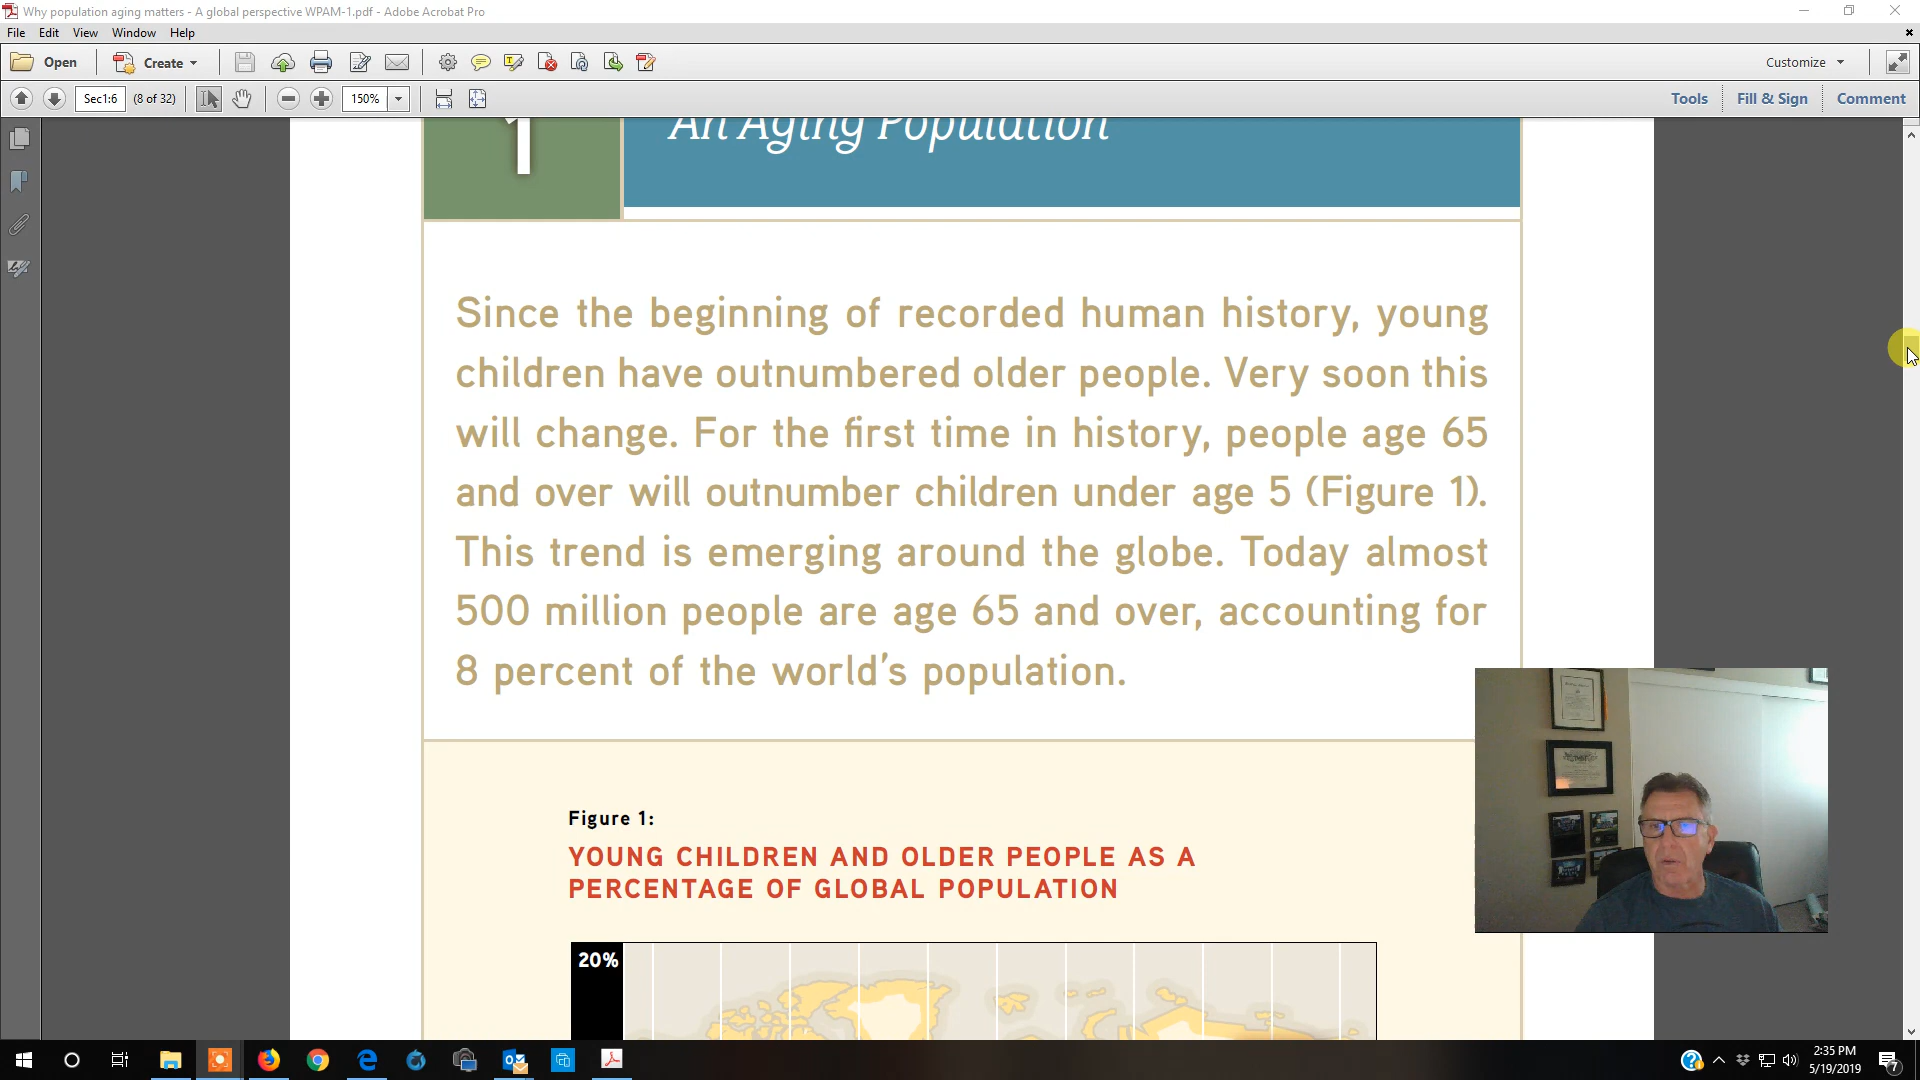 Why population aging matters - A global perspective WPAM-1.pdf - Adobe Acrobat Pro
File Edit View Window Help
Open Create Customize
Sec1:6 (8 of 32) 150% Tools Fill & Sign Comment
1 An Aging Population
Since the beginning of recorded human history, young
children have outnumbered older people. Very soon this
will change. For the first time in history, people age 65
and over will outnumber children under age 5 (Figure 1).
This trend is emerging around the globe. Today almost
500 million people are age 65 and over, accounting for
8 percent of the world's population.
Figure 1:
YOUNG CHILDREN AND OLDER PEOPLE AS A
PERCENTAGE OF GLOBAL POPULATION
20%
2:35 PM
5/19/2019
7